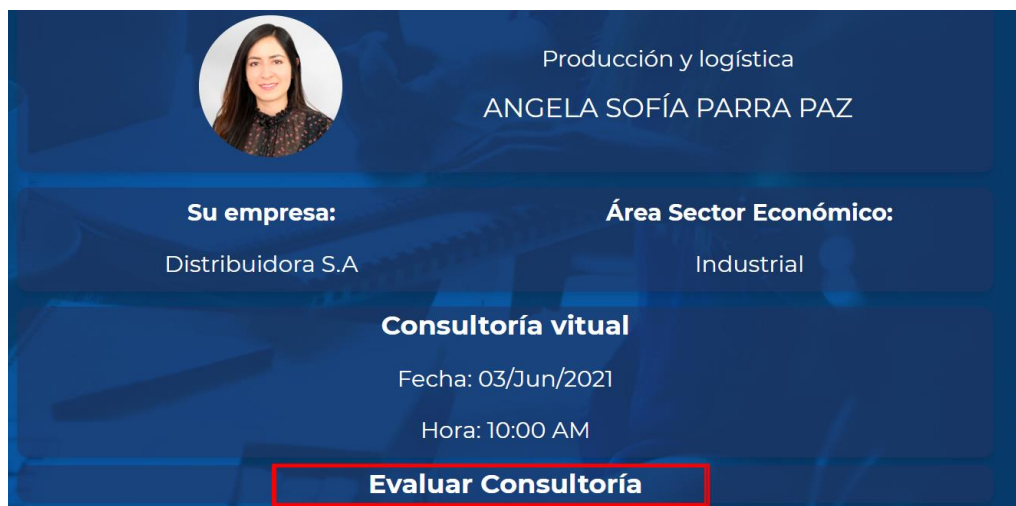 Producción y logística
ANGELA SOFÍA PARRA PAZ
Su empresa:
Área Sector Económico:
Distribuidora S.A
Industrial
Consultoría vitual
Fecha: 03/Jun/2021
Hora: 10:00 AM
Evaluar Consultoría